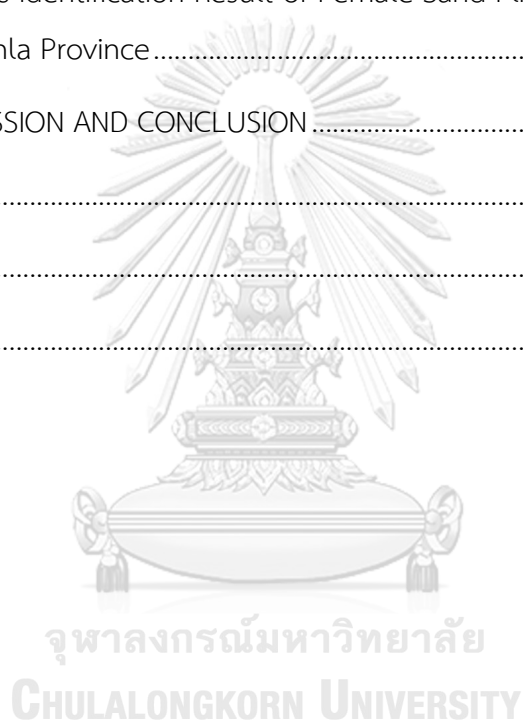 Identification Result of Female Sand
nla Province
SSION AND CONCLUSION
จุฬาลงกรณ์มหาวิทยาลัย
CHULALONGKORN UNIVERSITY